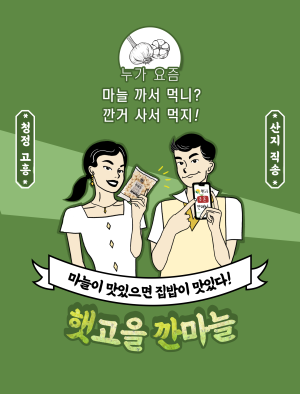 누가 요즘
마늘 까서 먹니?
깐거 사서 먹지!
청정 고흥
산지 직송
마늘이 맛있으면 집밥이 맛있다!
햇고을 깐마늘